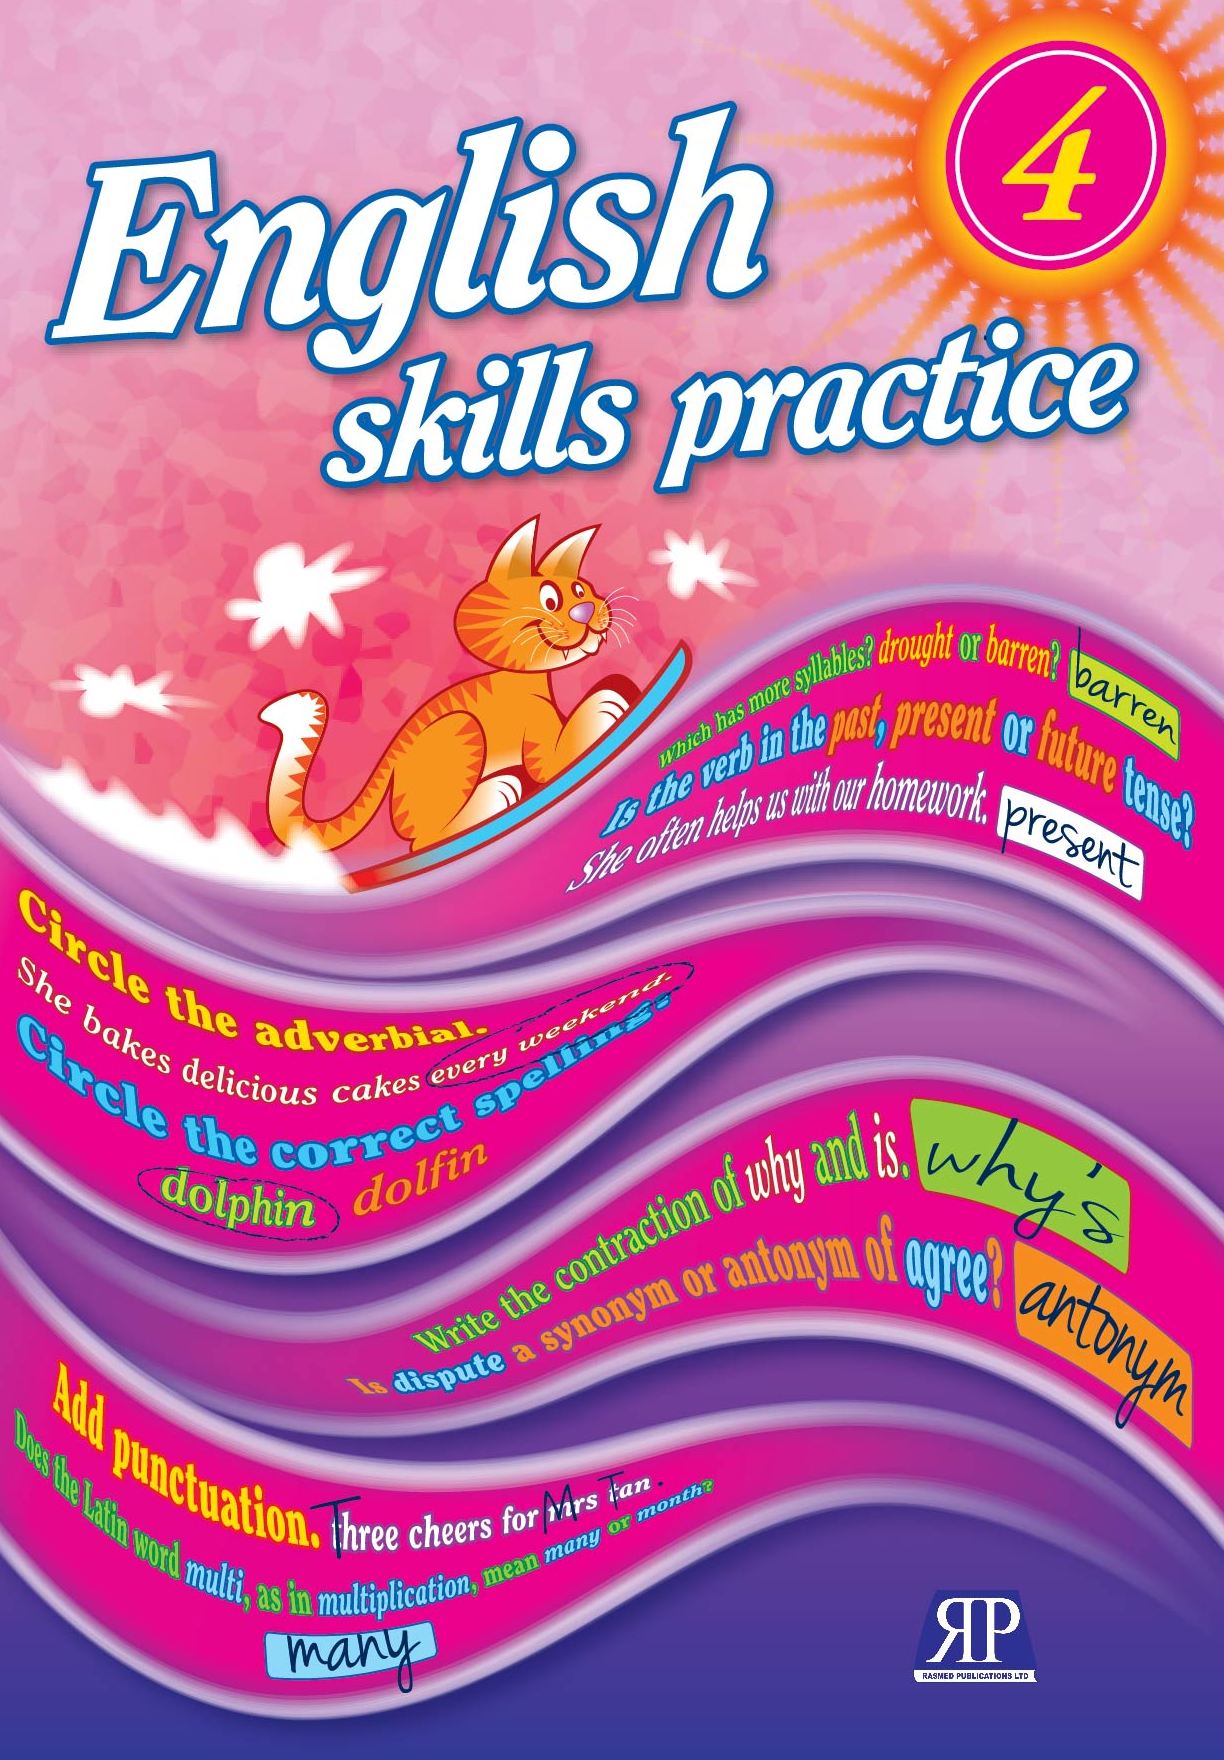 4
English
skills practice
Which has more syllables? drought or barren? barren
Is the verb in the past, present or future tense?
She often helps us with our homework. present
Circle the adverbial.
She bakes delicious cakes every weekend.
Circle the correct spelling:
dolphin dolfin
Write the contraction of why and is. why's
Is dispute a synonym or antonym of agree? antonym
Add punctuation. Three cheers for Mrs Tan.
Does the Latin word multi, as in multiplication, mean many or month?
many
RP
RASMED PUBLICATIONS LTD